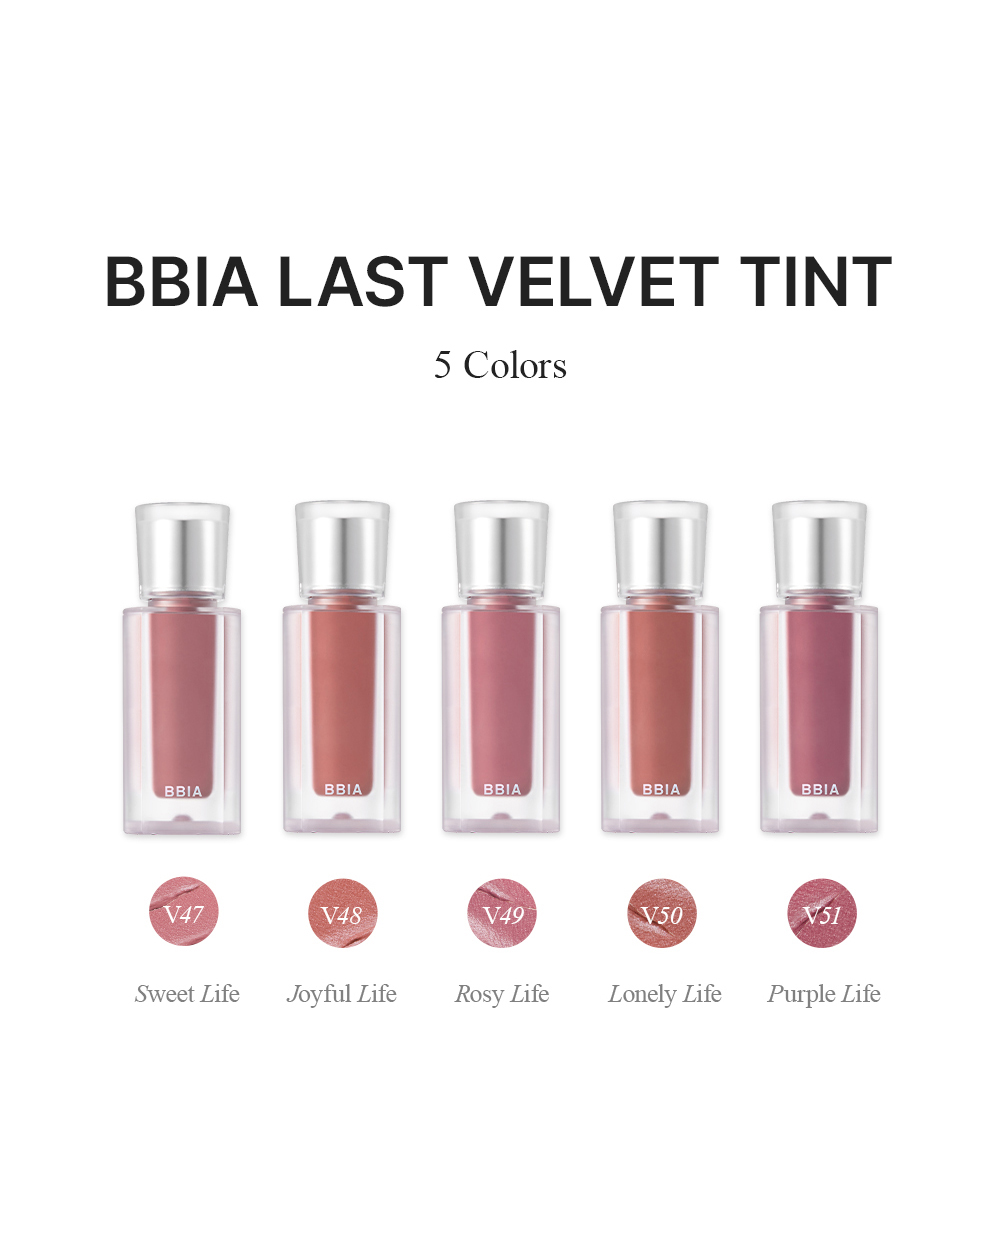 BBIA LAST VELVET TINT
5 Colors
BBIA BBIA BBIA BBIA BBIA
V47 V48 V49 V50 V51
Sweet Life Joyful Life Rosy Life Lonely Life Purple Life